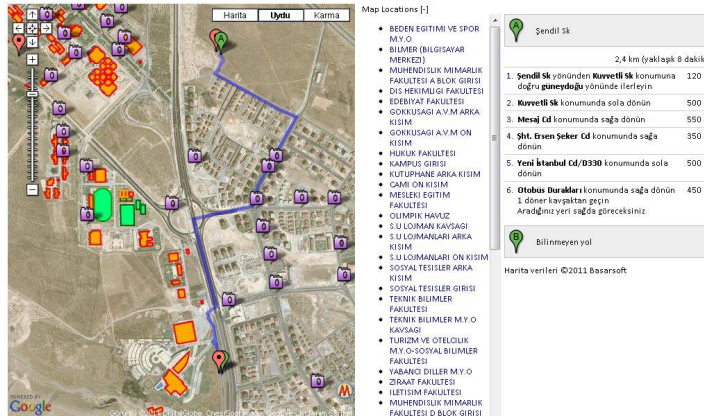 Harita
Uydu
Karma
POWERED BY
Google
Map Locations [-]
BEDEN EGITIMI VE SPOR
M.Y.O
BILMER (BILGISAYAR
MERKEZI)
MUHENDISLIK MIMARLIK
FAKULTESI A BLOK GIRISI
DIS HEKIMLIGI FAKULTESI
EDEBIYAT FAKULTESI
GOKKUSAGI A.V.M ARKA
KISIM
GOKKUSAGI A.V.M ON
KISIM
HUKUK FAKULTESI
KAMPUS GIRISI
KUTUPHANE ARKA KISIM
CAMI ON KISIM
MESLEKI EGITIM
FAKULTESI
OLIMPIK HAVUZ
S.U LOJMAN KAVSAGI
S.U LOJMANLARI ARKA
KISIM
S.U LOJMANLARI ON KISIM
SOSYAL TESISLER ARKA
KISIM
SOSYAL TESISLER GIRISI
TEKNIK BILIMLER
FAKULTESI
TEKNIK BILIMLER M.Y.O
KAVSAGI
TURIZM VE OTELCILIK
M.Y.O-SOSYAL BILIMLER
FAKULTESI
YABANCI DILLER M.Y.O
ZIRAAT FAKULTESI
ILETISIM FAKULTESI
MUHENDISLIK MIMARLIK
FAKULTESI D BLOK GIRISI
A Şendil Sk
2,4 km (yaklaşık 8 dakik
1. Şendil Sk yönünden Kuvvetli Sk konumuna 120
doğru güneydoğu yönünde ilerleyin
2. Kuvvetli Sk konumunda sola dönün 500
3. Mesaj Cd konumunda sağa dönün 550
4. Şht. Ersen Şeker Cd konumunda sağa 350
dönün
5. Yeni İstanbul Cd/D330 konumunda sola 500
dönün
6. Otobüs Durakları konumunda sağa dönün 450
1 döner kavşaktan geçin
Aradığınız yeri sağda göreceksiniz
B Bilinmeyen yol
Harita verileri ©2011 Basarsoft